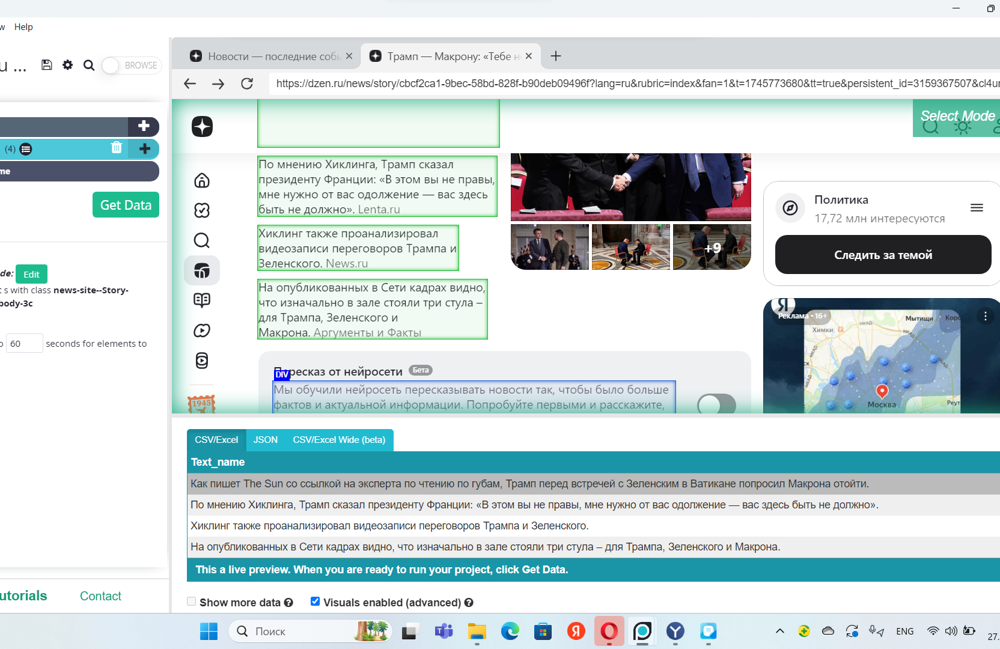 w Help
u ...
BROWSE
Новости — последние собы
Трамп — Макрону: «Тебе н
https://dzen.ru/news/story/cbcf2ca1-9bec-58bd-828f-b90deb09496f?lang=ru&rubric=index&fan=1&t=1745773680&tt=true&persistent_id=3159367507&cl4ur
Select Mode
(4)
me
Get Data
de: Edit
t s with class news-site--Story-
body-3c
o 60 seconds for elements to
utorials
Contact
По мнению Хиклинга, Трамп сказал
президенту Франции: «В этом вы не правы,
мне нужно от вас одолжение — вас здесь
быть не должно». Lenta.ru
Хиклинг также проанализировал
видеозаписи переговоров Трампа и
Зеленского. News.ru
На опубликованных в Сети кадрах видно,
что изначально в зале стояли три стула –
для Трампа, Зеленского и
Макрона. Аргументы и Факты
+9
Политика
17,72 млн интересуются
Следить за темой
Я
Реклама • 16+
Мытищи
Коро
Химки
МКАД
МКАД
ск
МКАД
МКАД
Москва
Реут
1945
Пересказ от нейросети Бета
DIV
Мы обучили нейросеть пересказывать новости так, чтобы было больше
фактов и актуальной информации. Попробуйте первыми и расскажите,
CSV/Excel JSON CSV/Excel Wide (beta)
Text_name
Как пишет The Sun со ссылкой на эксперта по чтению по губам, Трамп перед встречей с Зеленским в Ватикане попросил Макрона отойти.
По мнению Хиклинга, Трамп сказал президенту Франции: «В этом вы не правы, мне нужно от вас одолжение — вас здесь быть не должно».
Хиклинг также проанализировал видеозаписи переговоров Трампа и Зеленского.
На опубликованных в Сети кадрах видно, что изначально в зале стояли три стула – для Трампа, Зеленского и Макрона.
This a live preview. When you are ready to run your project, click Get Data.
Show more data ? Visuals enabled (advanced) ?
Поиск
Я
ENG
27.